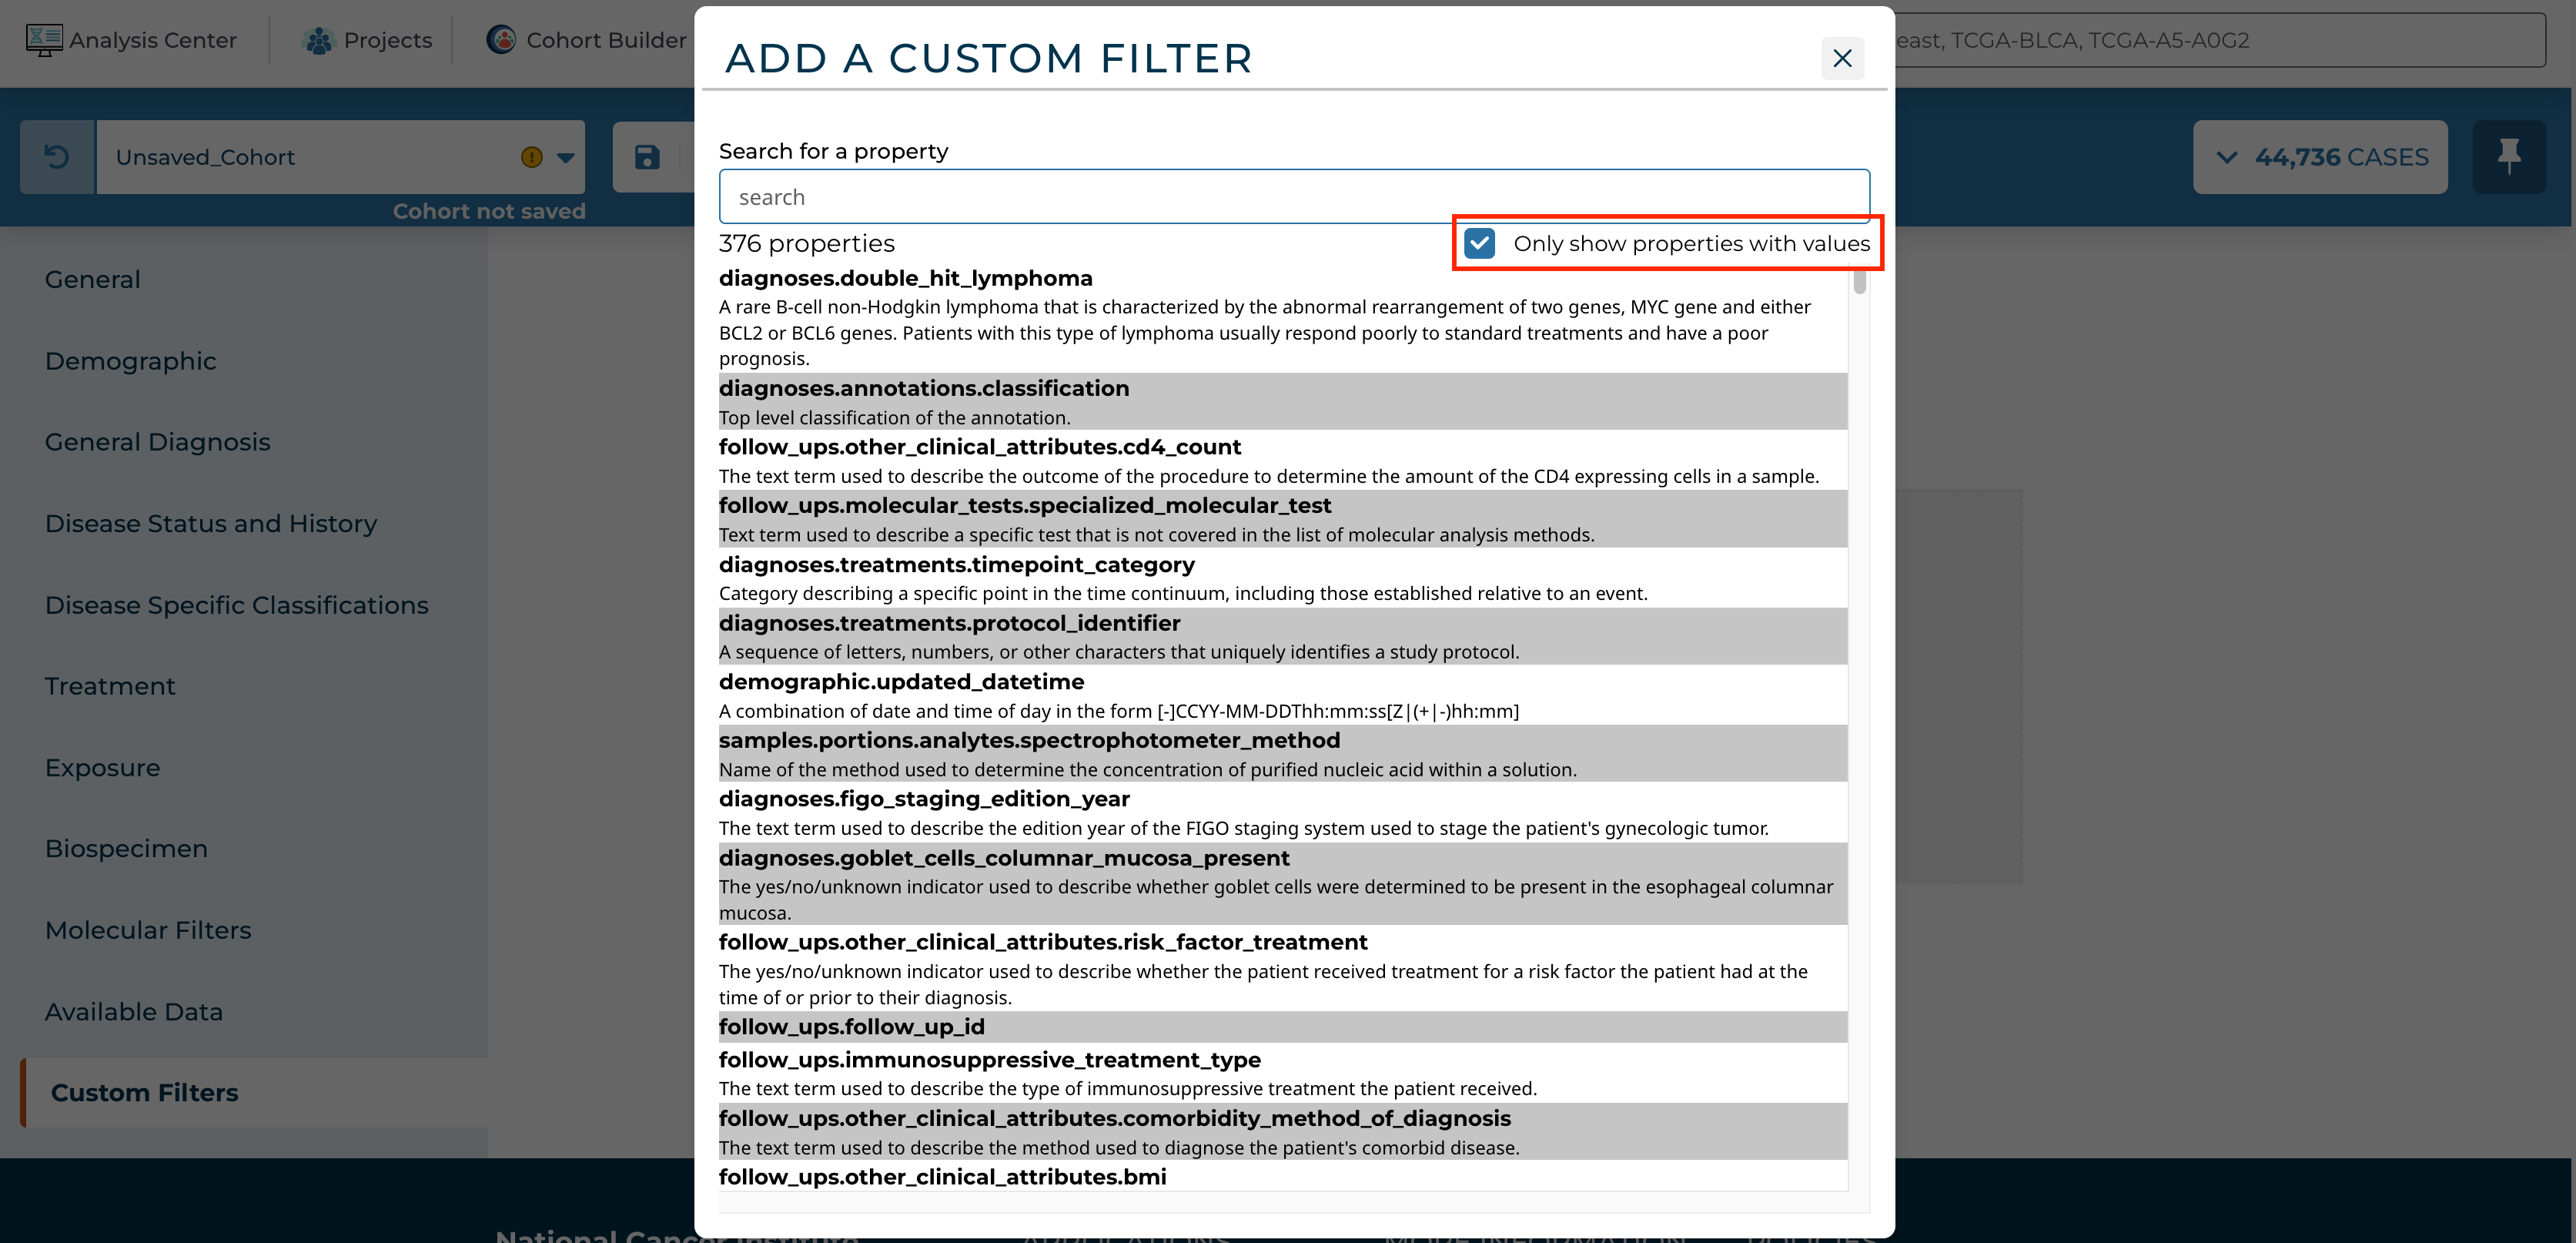 Analysis Center
Projects
Cohort Builder
ADD A CUSTOM FILTER
east, TCGA-BLCA, TCGA-A5-A0G2
Unsaved_Cohort
Cohort not saved
44,736 CASES
General
Demographic
General Diagnosis
Disease Status and History
Disease Specific Classifications
Treatment
Exposure
Biospecimen
Molecular Filters
Available Data
Custom Filters
Search for a property
search
376 properties
Only show properties with values
diagnoses.double_hit_lymphoma
A rare B-cell non-Hodgkin lymphoma that is characterized by the abnormal rearrangement of two genes, MYC gene and either
BCL2 or BCL6 genes. Patients with this type of lymphoma usually respond poorly to standard treatments and have a poor
prognosis.
diagnoses.annotations.classification
Top level classification of the annotation.
follow_ups.other_clinical_attributes.cd4_count
The text term used to describe the outcome of the procedure to determine the amount of the CD4 expressing cells in a sample.
follow_ups.molecular_tests.specialized_molecular_test
Text term used to describe a specific test that is not covered in the list of molecular analysis methods.
diagnoses.treatments.timepoint_category
Category describing a specific point in the time continuum, including those established relative to an event.
diagnoses.treatments.protocol_identifier
A sequence of letters, numbers, or other characters that uniquely identifies a study protocol.
demographic.updated_datetime
A combination of date and time of day in the form [-]CCYY-MM-DDThh:mm:ss[Z|(+|-)hh:mm]
samples.portions.analytes.spectrophotometer_method
Name of the method used to determine the concentration of purified nucleic acid within a solution.
diagnoses.figo_staging_edition_year
The text term used to describe the edition year of the FIGO staging system used to stage the patient's gynecologic tumor.
diagnoses.goblet_cells_columnar_mucosa_present
The yes/no/unknown indicator used to describe whether goblet cells were determined to be present in the esophageal columnar
mucosa.
follow_ups.other_clinical_attributes.risk_factor_treatment
The yes/no/unknown indicator used to describe whether the patient received treatment for a risk factor the patient had at the
time of or prior to their diagnosis.
follow_ups.follow_up_id
follow_ups.immunosuppressive_treatment_type
The text term used to describe the type of immunosuppressive treatment the patient received.
follow_ups.other_clinical_attributes.comorbidity_method_of_diagnosis
The text term used to describe the method used to diagnose the patient's comorbid disease.
follow_ups.other_clinical_attributes.bmi
National Cancer Institute
APPLICATIONS
MORE INFORMATION
POLICIES